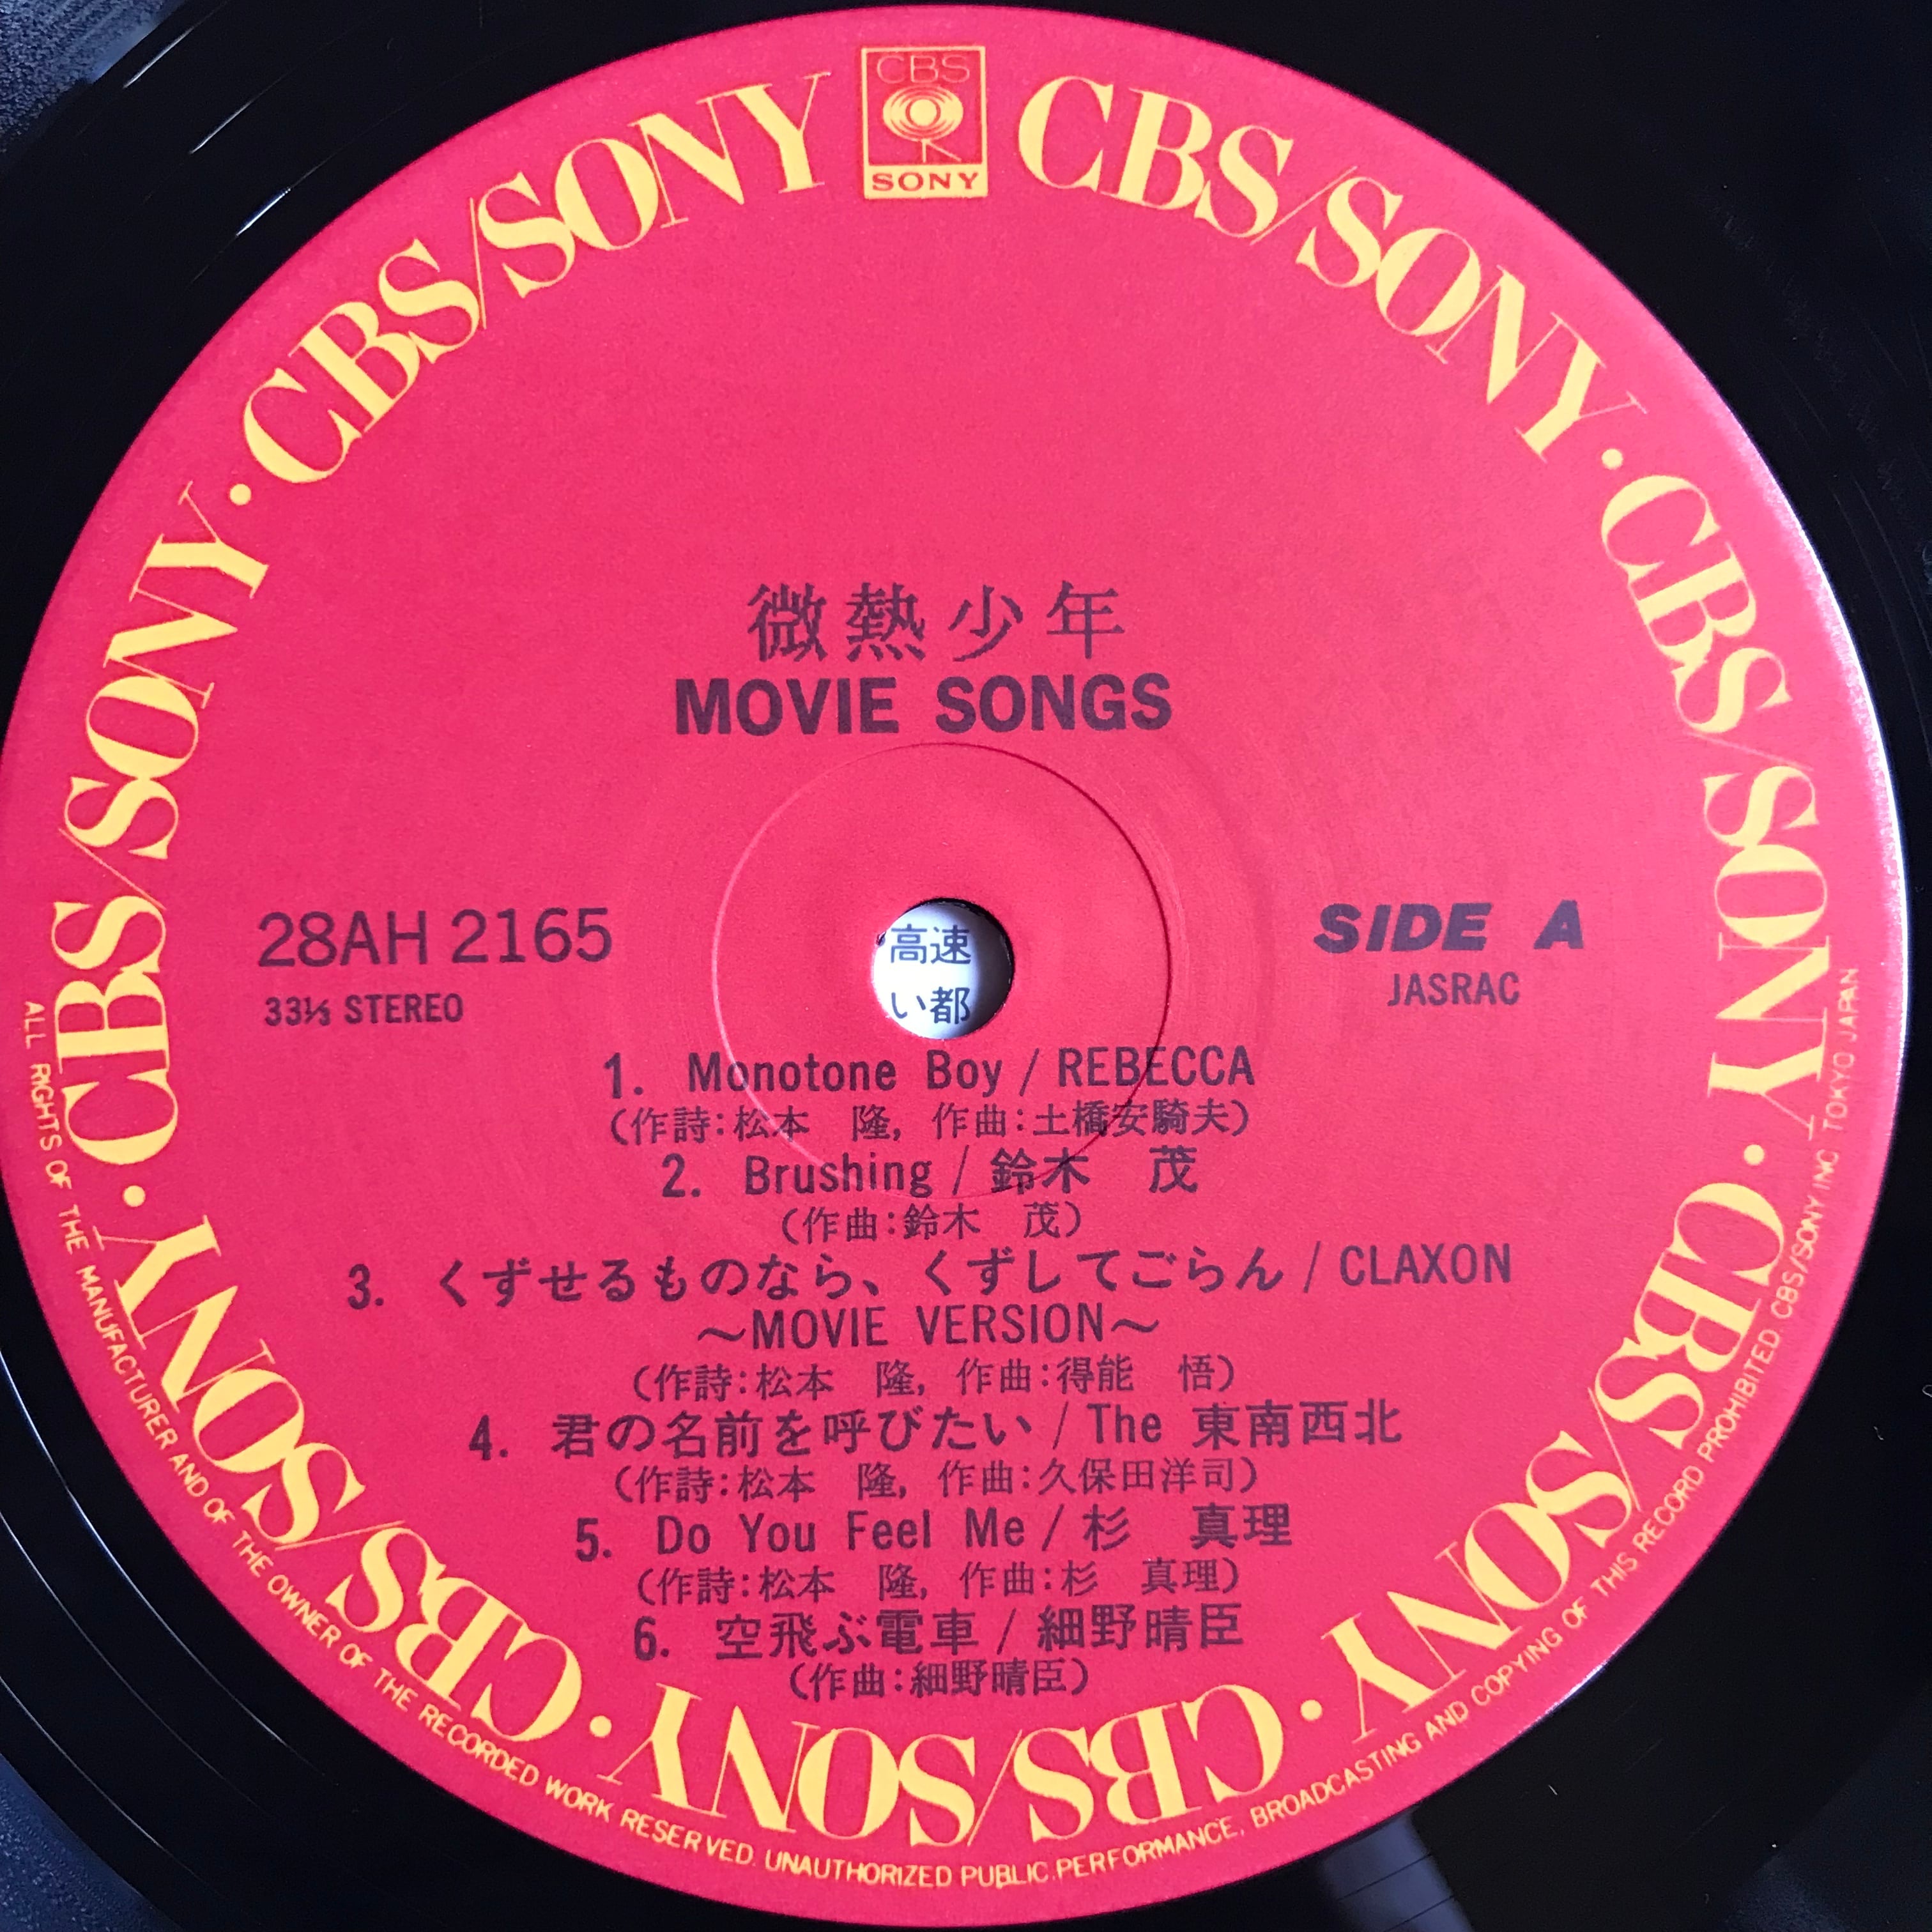 CBS
SONY
CBS/SONY · CBS/SONY · CBS/SONY · CBS/SONY · CBS/SONY · CBS/SONY · CBS/SONY · CBS/SONY
微熱少年
MOVIE SONGS
28AH 2165
33⅓ STEREO
SIDE A
JASRAC
高速
い都
1. Monotone Boy / REBECCA
(作詩:松本 隆, 作曲:土橋安騎夫)
2. Brushing / 鈴木 茂
(作曲:鈴木 茂)
3. くずせるものなら、くずしてごらん / CLAXON
〜MOVIE VERSION〜
(作詩:松本 隆, 作曲:得能 悟)
4. 君の名前を呼びたい / The 東南西北
(作詩:松本 隆, 作曲:久保田洋司)
5. Do You Feel Me / 杉 真理
(作詩:松本 隆, 作曲:杉 真理)
6. 空飛ぶ電車 / 細野晴臣
(作曲:細野晴臣)
ALL RIGHTS OF THE MANUFACTURER AND OF THE OWNER OF THE RECORDED WORK RESERVED. UNAUTHORIZED PUBLIC PERFORMANCE, BROADCASTING AND COPYING OF THIS RECORD PROHIBITED CBS/SONY INC TOKYO JAPAN